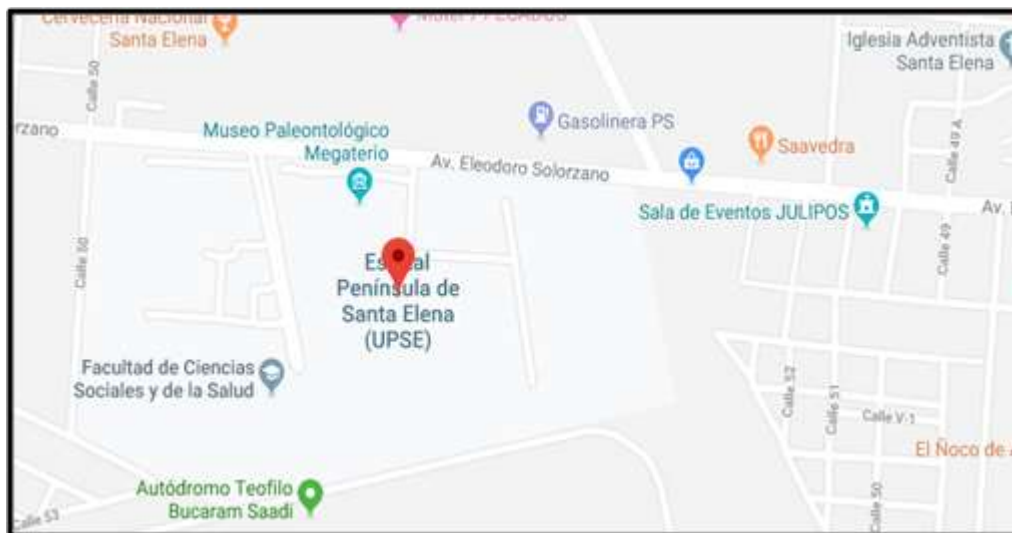 Cervecería Nacional
Santa Elena
Motel 7 PECADOS
Iglesia Adventista
Santa Elena
Calle 50
Gasolinera PS
Museo Paleontológico
Megaterio
Av. Eleodoro Solorzano
Saavedra
Calle 49 A
Sala de Eventos JULIPOS
Av.
Calle 50
Calle 49
Península de
Santa Elena
(UPSE)
Facultad de Ciencias
Sociales y de la Salud
Calle 52
Calle 51
Calle V-1
El Ñoco de
Autódromo Teofilo
Bucaram Saadi
Calle 53
Calle 50